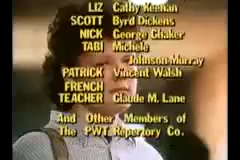 LIZ Cathy Keenan
SCOTT Byrd Dickens
NICK George Chaker
TABI Michele
Johnson-Murray
PATRICK Vincent Walsh
FRENCH
TEACHER Claude M. Lane
And Other Members of
The PWT Repertory Co.